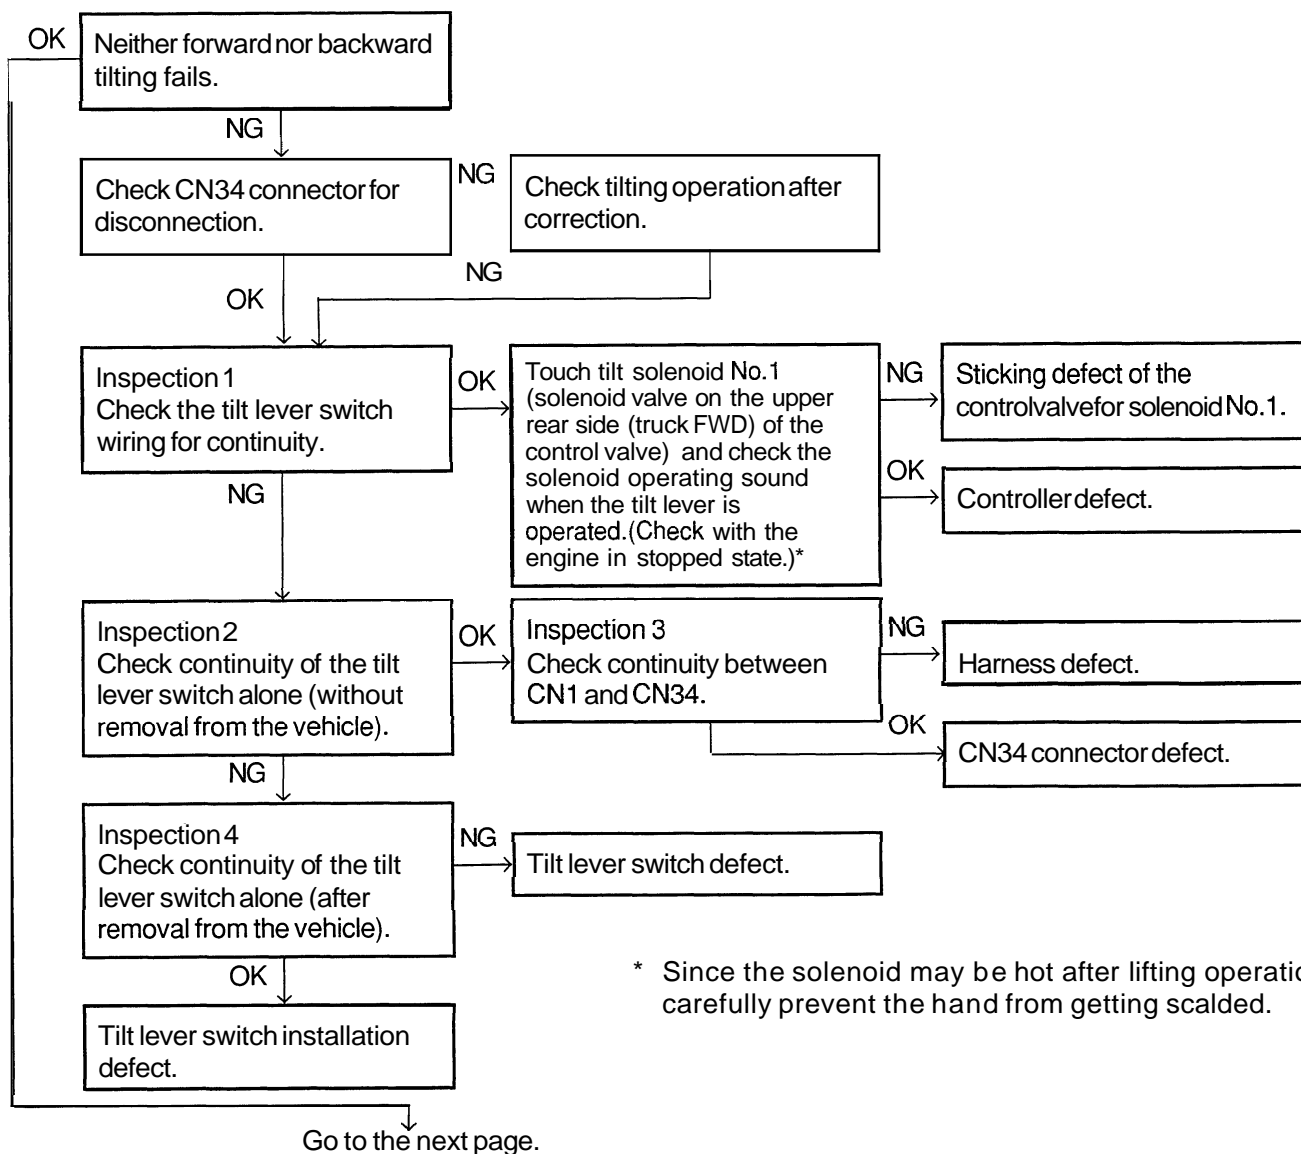 OK
Neither forward nor backward
tilting fails.
NG
Check CN34 connector for
disconnection.
NG
Check tilting operation after
correction.
OK
NG
Inspection 1
Check the tilt lever switch
wiring for continuity.
OK
Touch tilt solenoid No.1
(solenoid valve on the upper
rear side (truck FWD) of the
control valve) and check the
solenoid operating sound
when the tilt lever is
operated.(Check with the
engine in stopped state.)*
NG
Sticking defect of the
controlvalvefor solenoid No.1.
OK
Controller defect.
NG
Inspection 2
Check continuity of the tilt
lever switch alone (without
removal from the vehicle).
OK
Inspection 3
Check continuity between
CN1 and CN34.
NG
Harness defect.
OK
CN34 connector defect.
NG
Inspection 4
Check continuity of the tilt
lever switch alone (after
removal from the vehicle).
NG
Tilt lever switch defect.
OK
Tilt lever switch installation
defect.
* Since the solenoid may be hot after lifting operatio
carefully prevent the hand from getting scalded.
Go to the next page.